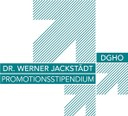 DGHO
DR. WERNER JACKSTÄDT
PROMOTIONSSTIPENDIUM